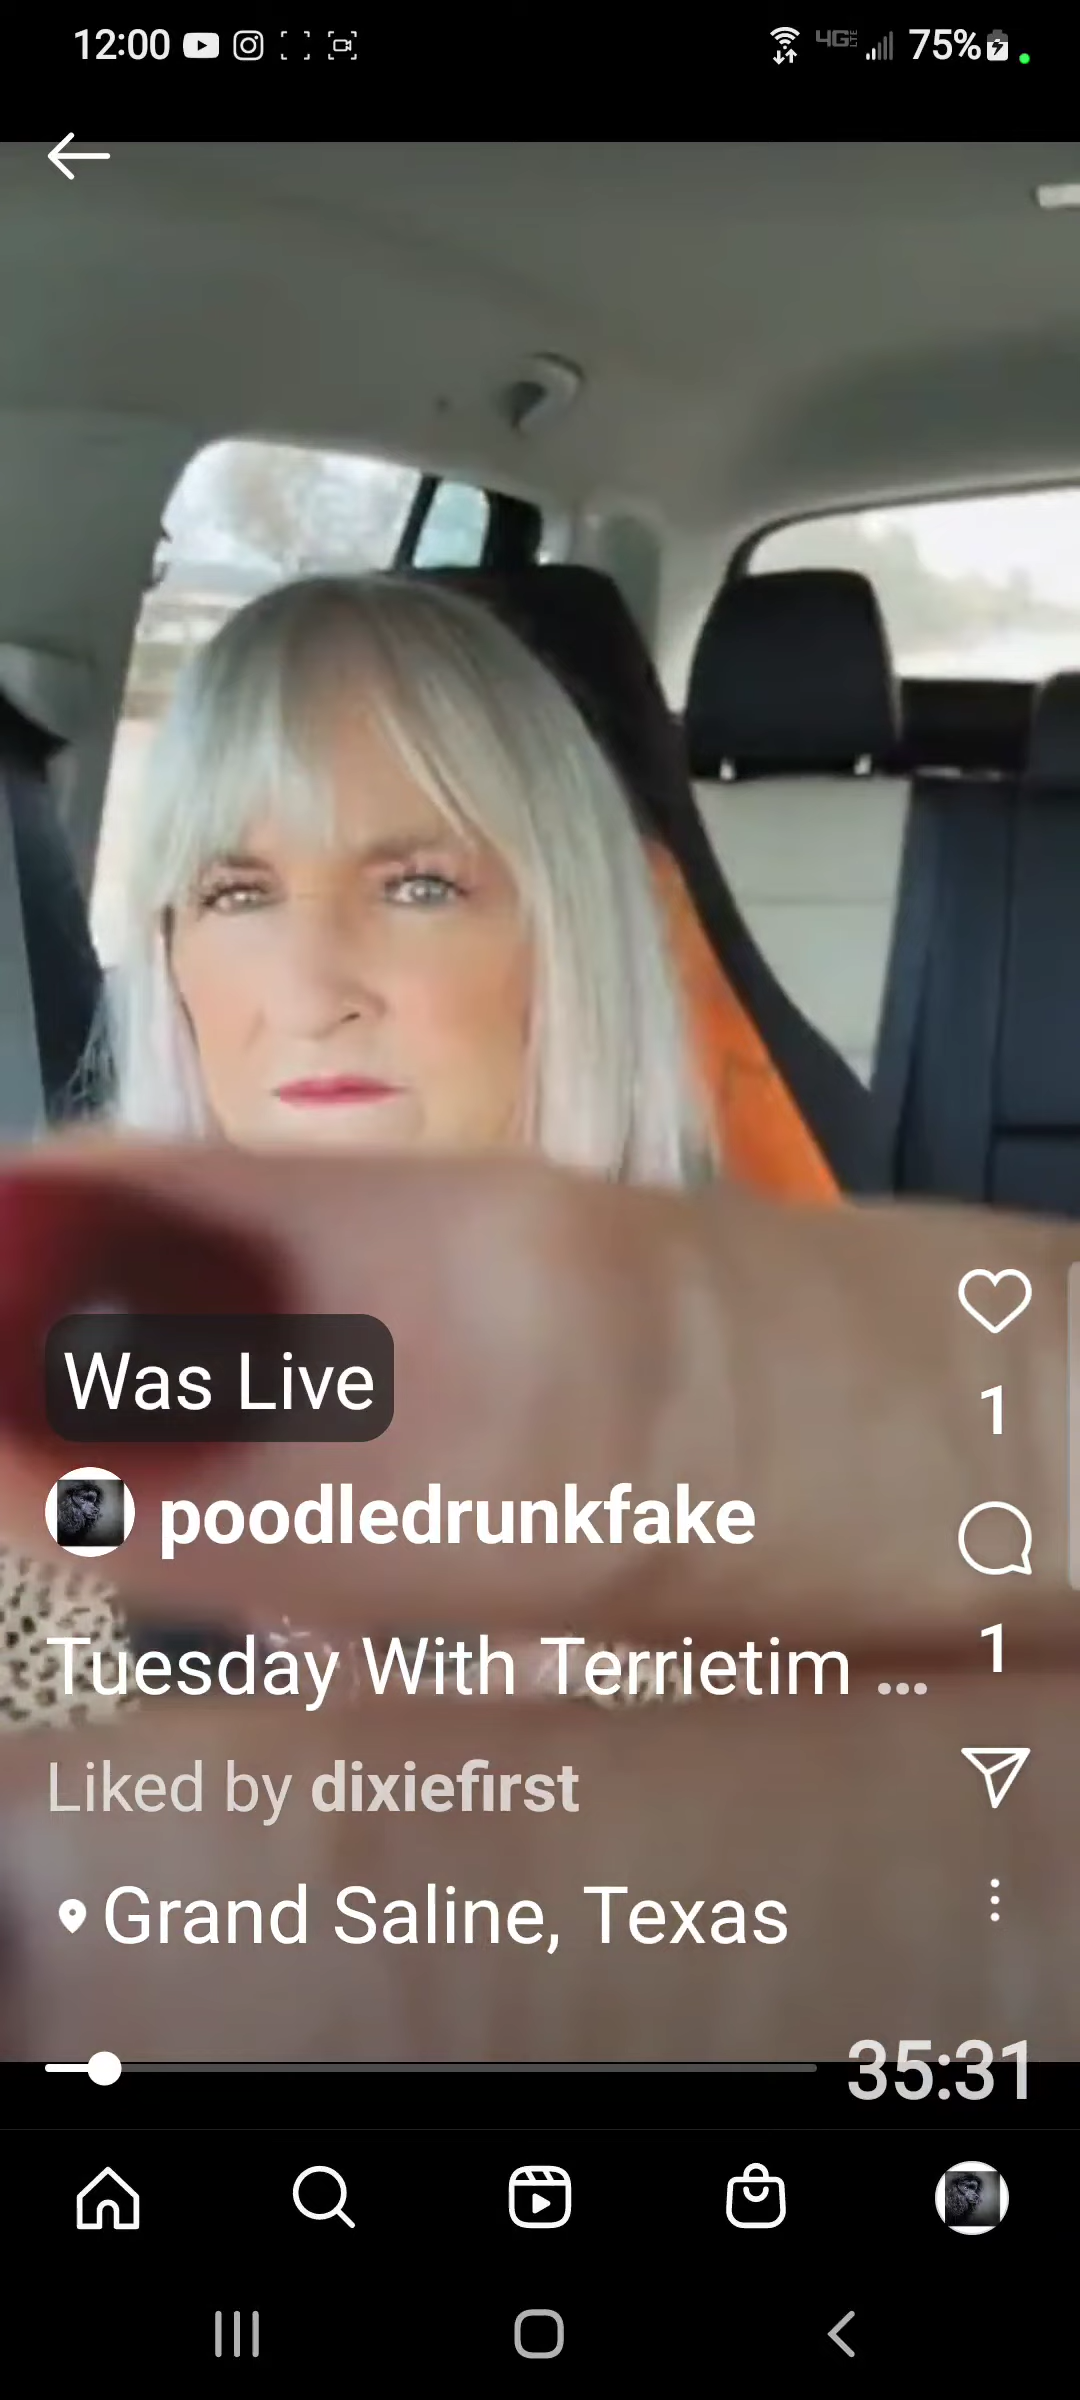 12:00
4G LTE 75%
Was Live
1
poodledrunkfake
Tuesday With Terrietim ...
1
Liked by dixiefirst
Grand Saline, Texas
35:31